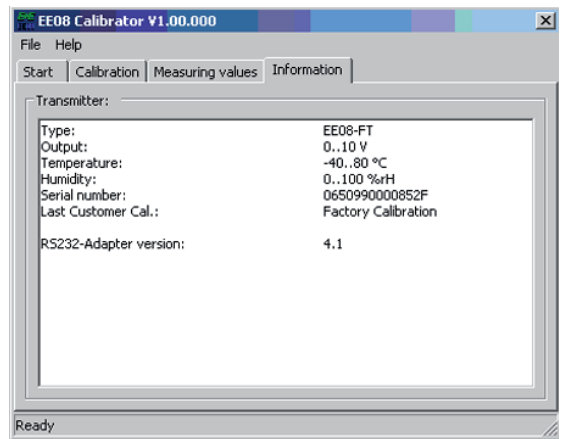 EE08 Calibrator V1.00.000
File Help
Start Calibration Measuring values Information
Transmitter:
Type: EE08-FT
Output: 0..10 V
Temperature: -40..80 °C
Humidity: 0..100 %rH
Serial number: 0650990000852F
Last Customer Cal.: Factory Calibration
RS232-Adapter version: 4.1
Ready